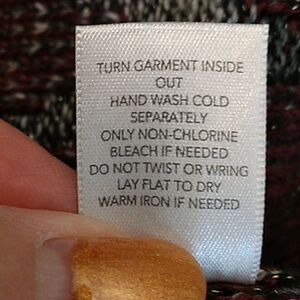 TURN GARMENT INSIDE
OUT
HAND WASH COLD
SEPARATELY
ONLY NON-CHLORINE
BLEACH IF NEEDED
DO NOT TWIST OR WRING
LAY FLAT TO DRY
WARM IRON IF NEEDED